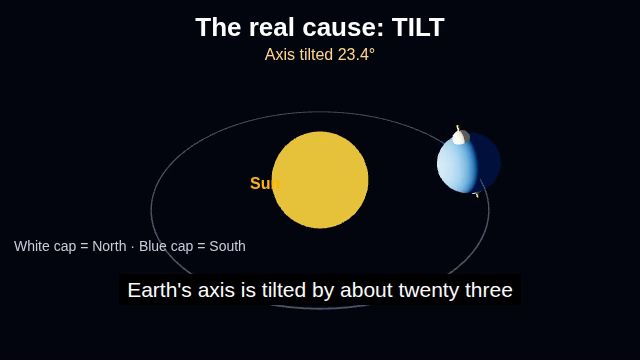 The real cause: TILT
Axis tilted 23.4°
Su
White cap = North · Blue cap = South
Earth's axis is tilted by about twenty three